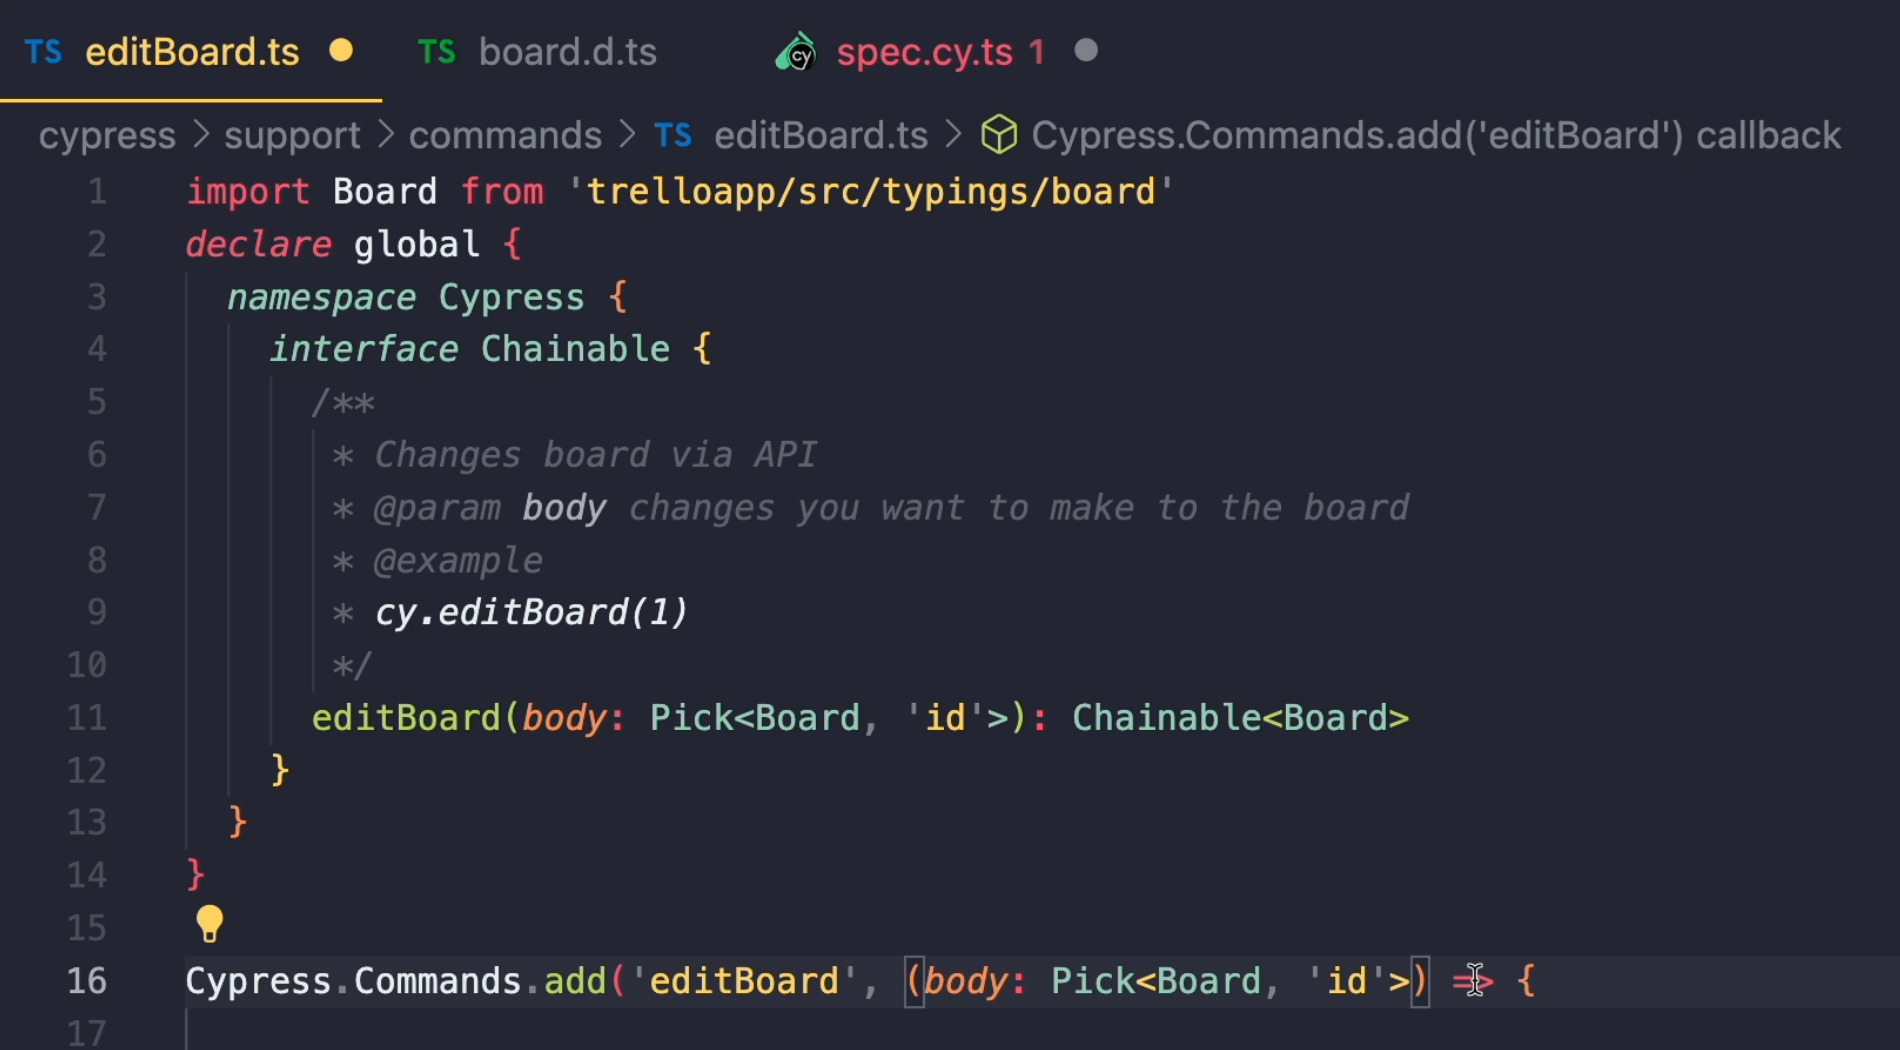 TS editBoard.ts TS board.d.ts cy spec.cy.ts 1
cypress > support > commands > TS editBoard.ts > Cypress.Commands.add('editBoard') callback
1 import Board from 'trelloapp/src/typings/board'
2 declare global {
3 namespace Cypress {
4 interface Chainable {
5 /**
6 * Changes board via API
7 * @param body changes you want to make to the board
8 * @example
9 * cy.editBoard(1)
10 */
11 editBoard(body: Pick<Board, 'id'>): Chainable<Board>
12 }
13 }
14 }
15
16 Cypress.Commands.add('editBoard', (body: Pick<Board, 'id'>) => {
17